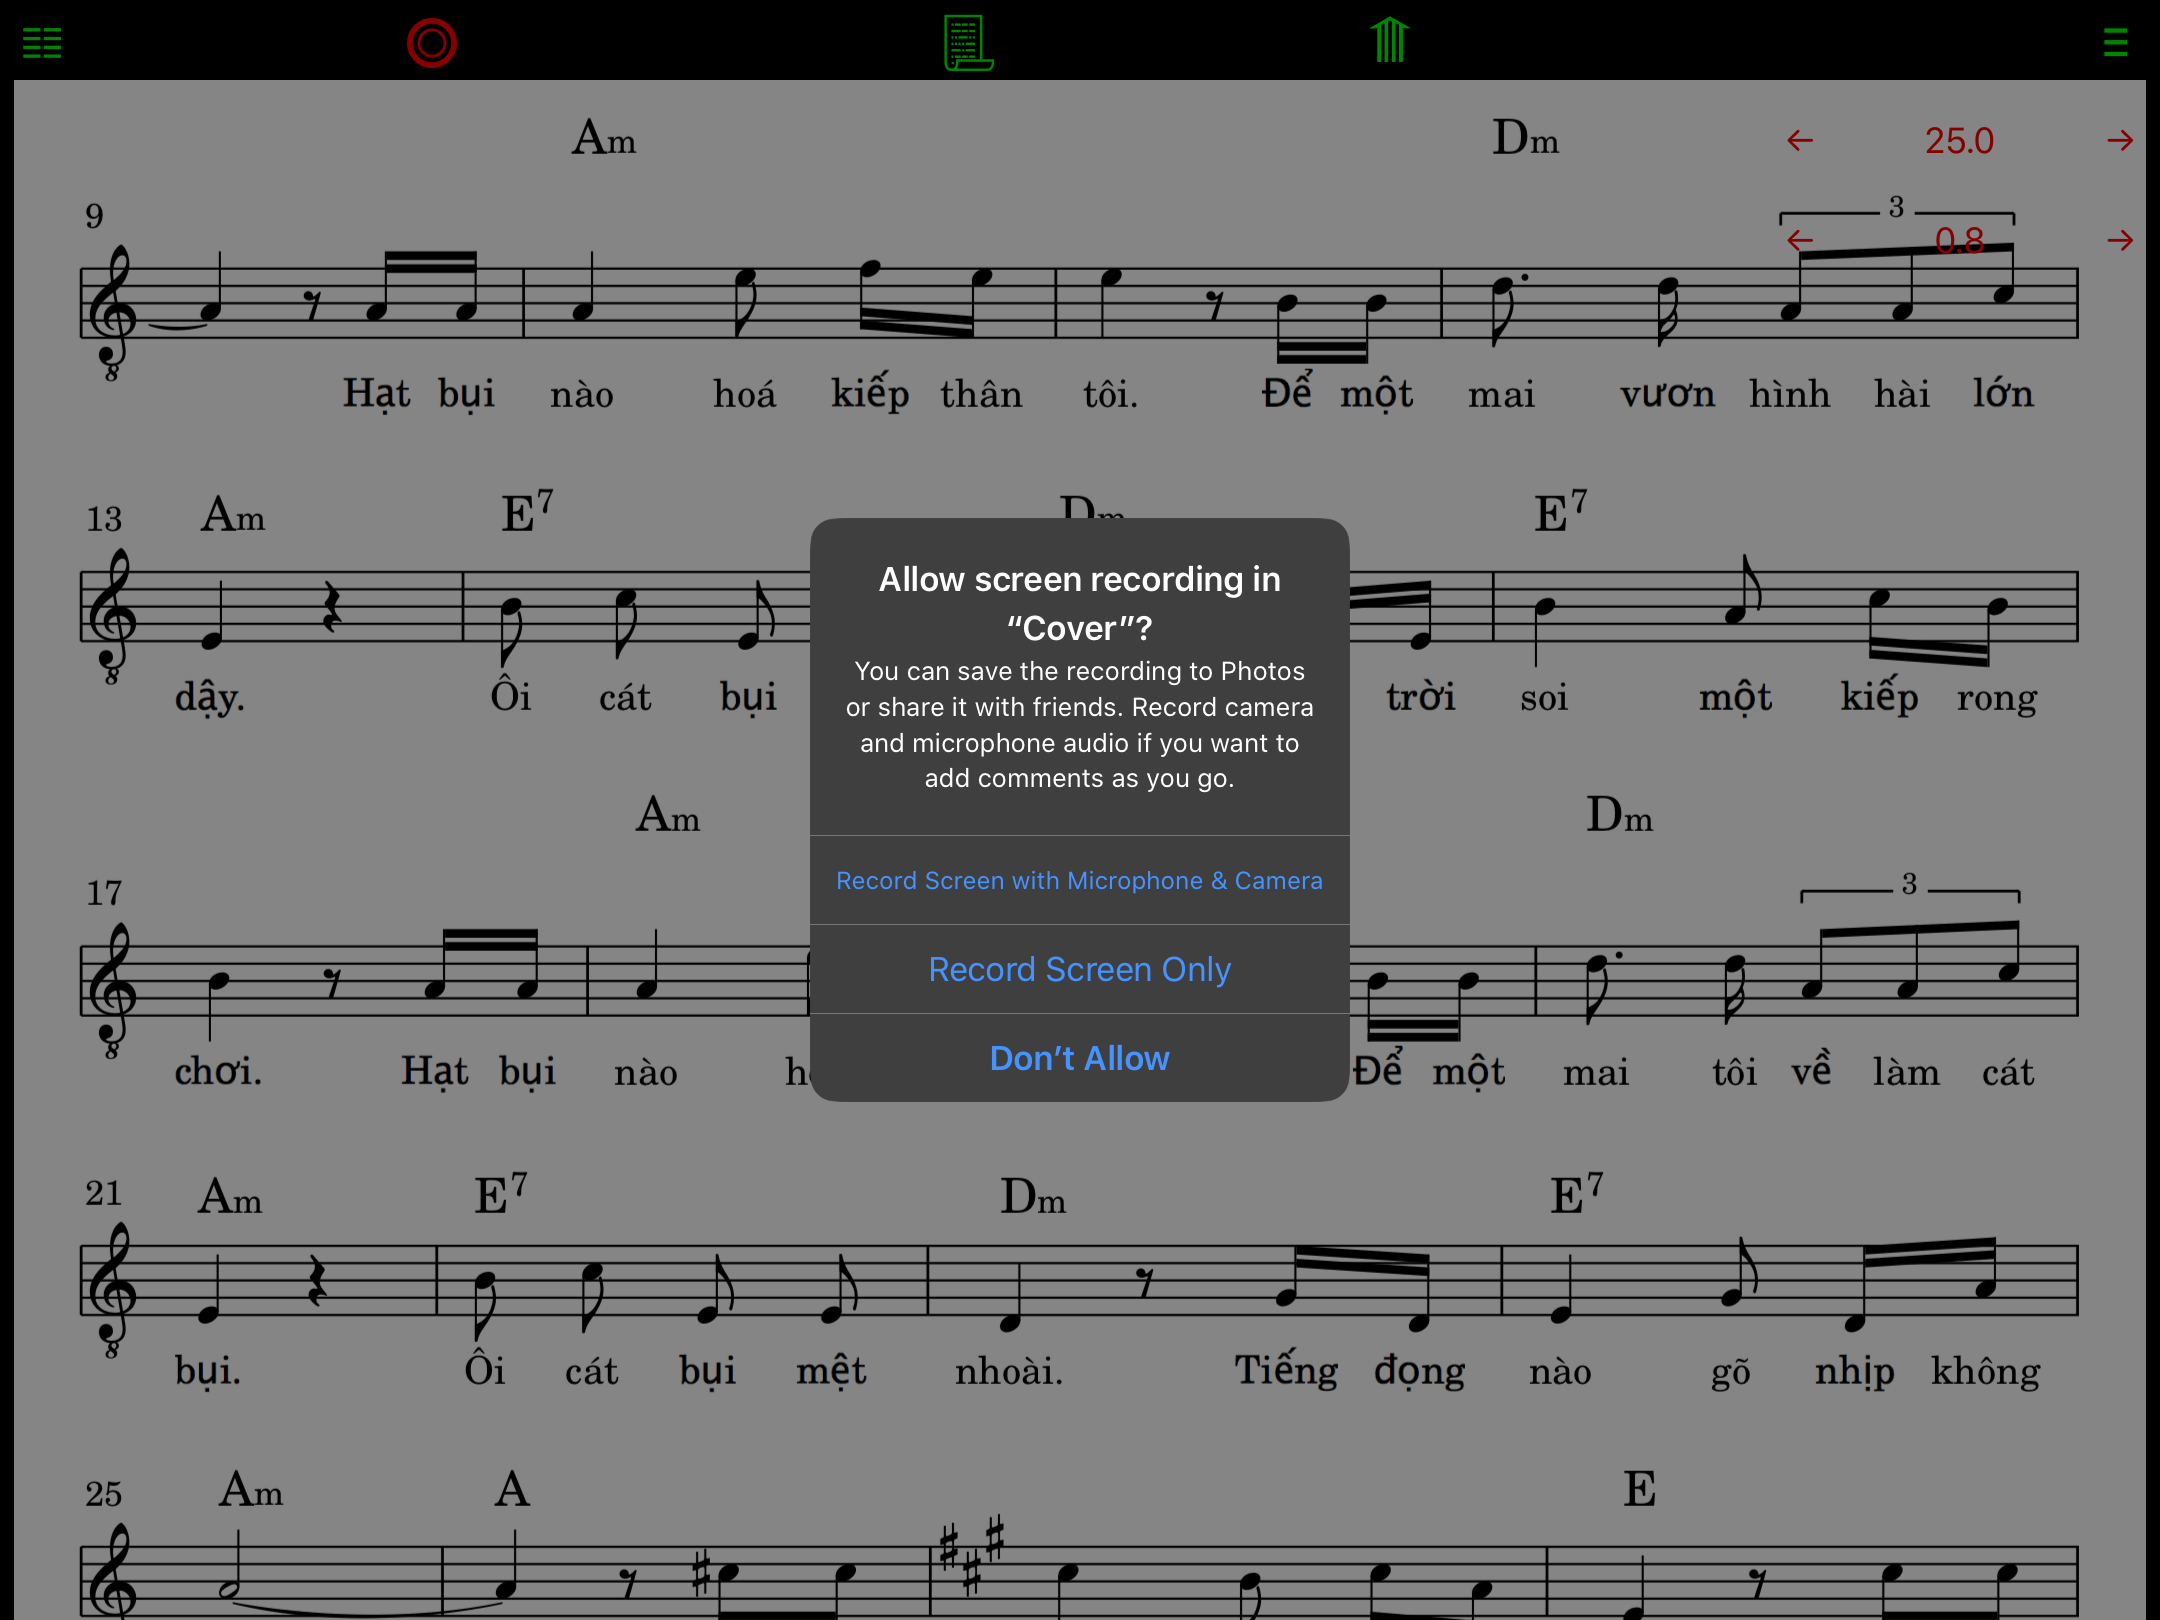 Am Dm ← 25.0 →
9 3
← 0.8 →
Hạt bụi nào hoá kiếp thân tôi. Để một mai vươn hình hài lớn
13 Am E7 Dm E7
dậy. Ôi cát bụi trời soi một kiếp rong
Allow screen recording in
“Cover”?
You can save the recording to Photos
or share it with friends. Record camera
and microphone audio if you want to
add comments as you go.
Record Screen with Microphone & Camera
Record Screen Only
Don’t Allow
Am Dm
17 3
chơi. Hạt bụi nào Để một mai tôi về làm cát
21 Am E7 Dm E7
bụi. Ôi cát bụi mệt nhoài. Tiếng động nào gõ nhịp không
25 Am A E